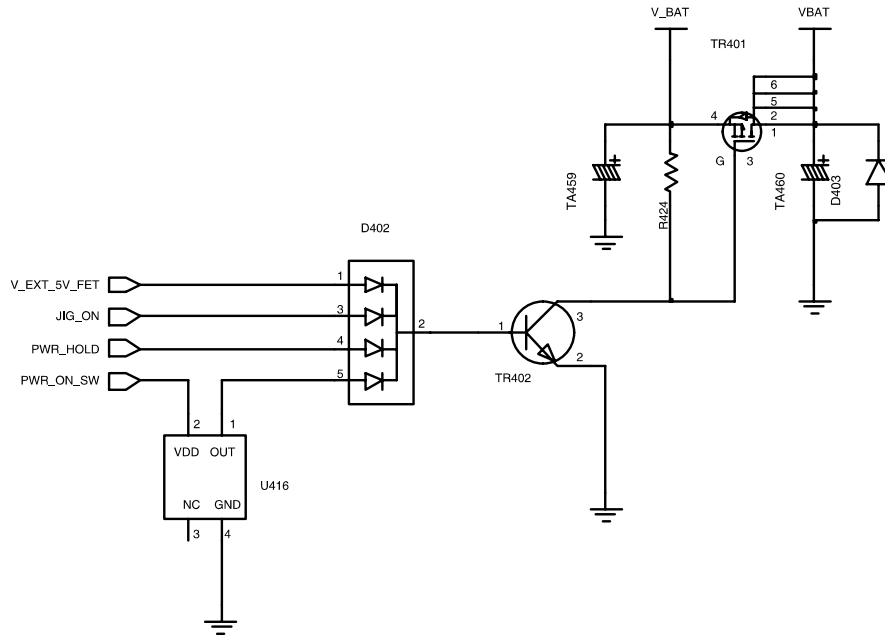 V_BAT
VBAT
TR401
6
5
4
2
1
G
3
TA459
R424
TA460
D403
D402
V_EXT_5V_FET
1
JIG_ON
3
PWR_HOLD
4
PWR_ON_SW
5
2
1
3
2
TR402
2
1
VDD OUT
U416
NC GND
3
4